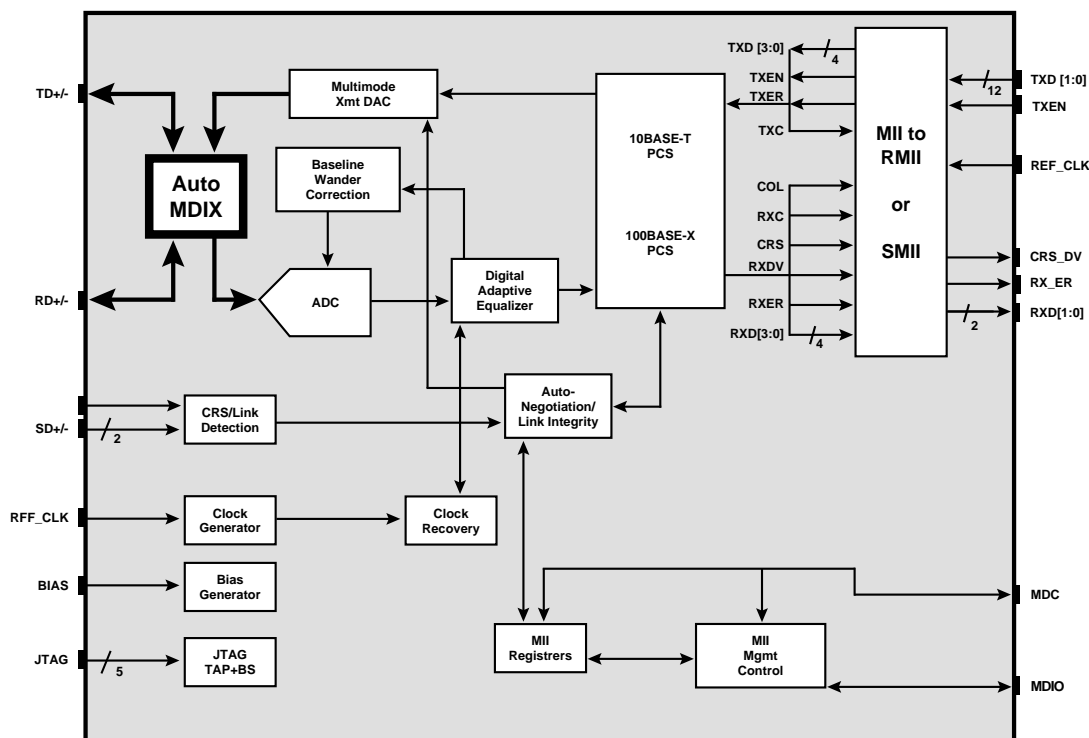 TD+/-
RD+/-
SD+/-
2
RFF_CLK
BIAS
JTAG
5
Auto
MDIX
Multimode
Xmt DAC
Baseline
Wander
Correction
ADC
Digital
Adaptive
Equalizer
10BASE-T
PCS
100BASE-X
PCS
CRS/Link
Detection
Auto-
Negotiation/
Link Integrity
Clock
Generator
Clock
Recovery
Bias
Generator
JTAG
TAP+BS
MII
Registrers
MII
Mgmt
Control
TXD [3:0]
4
TXEN
TXER
TXC
COL
RXC
CRS
RXDV
RXER
RXD[3:0]
4
MII to
RMII
or
SMII
TXD [1:0]
12
TXEN
REF_CLK
CRS_DV
RX_ER
RXD[1:0]
2
MDC
MDIO